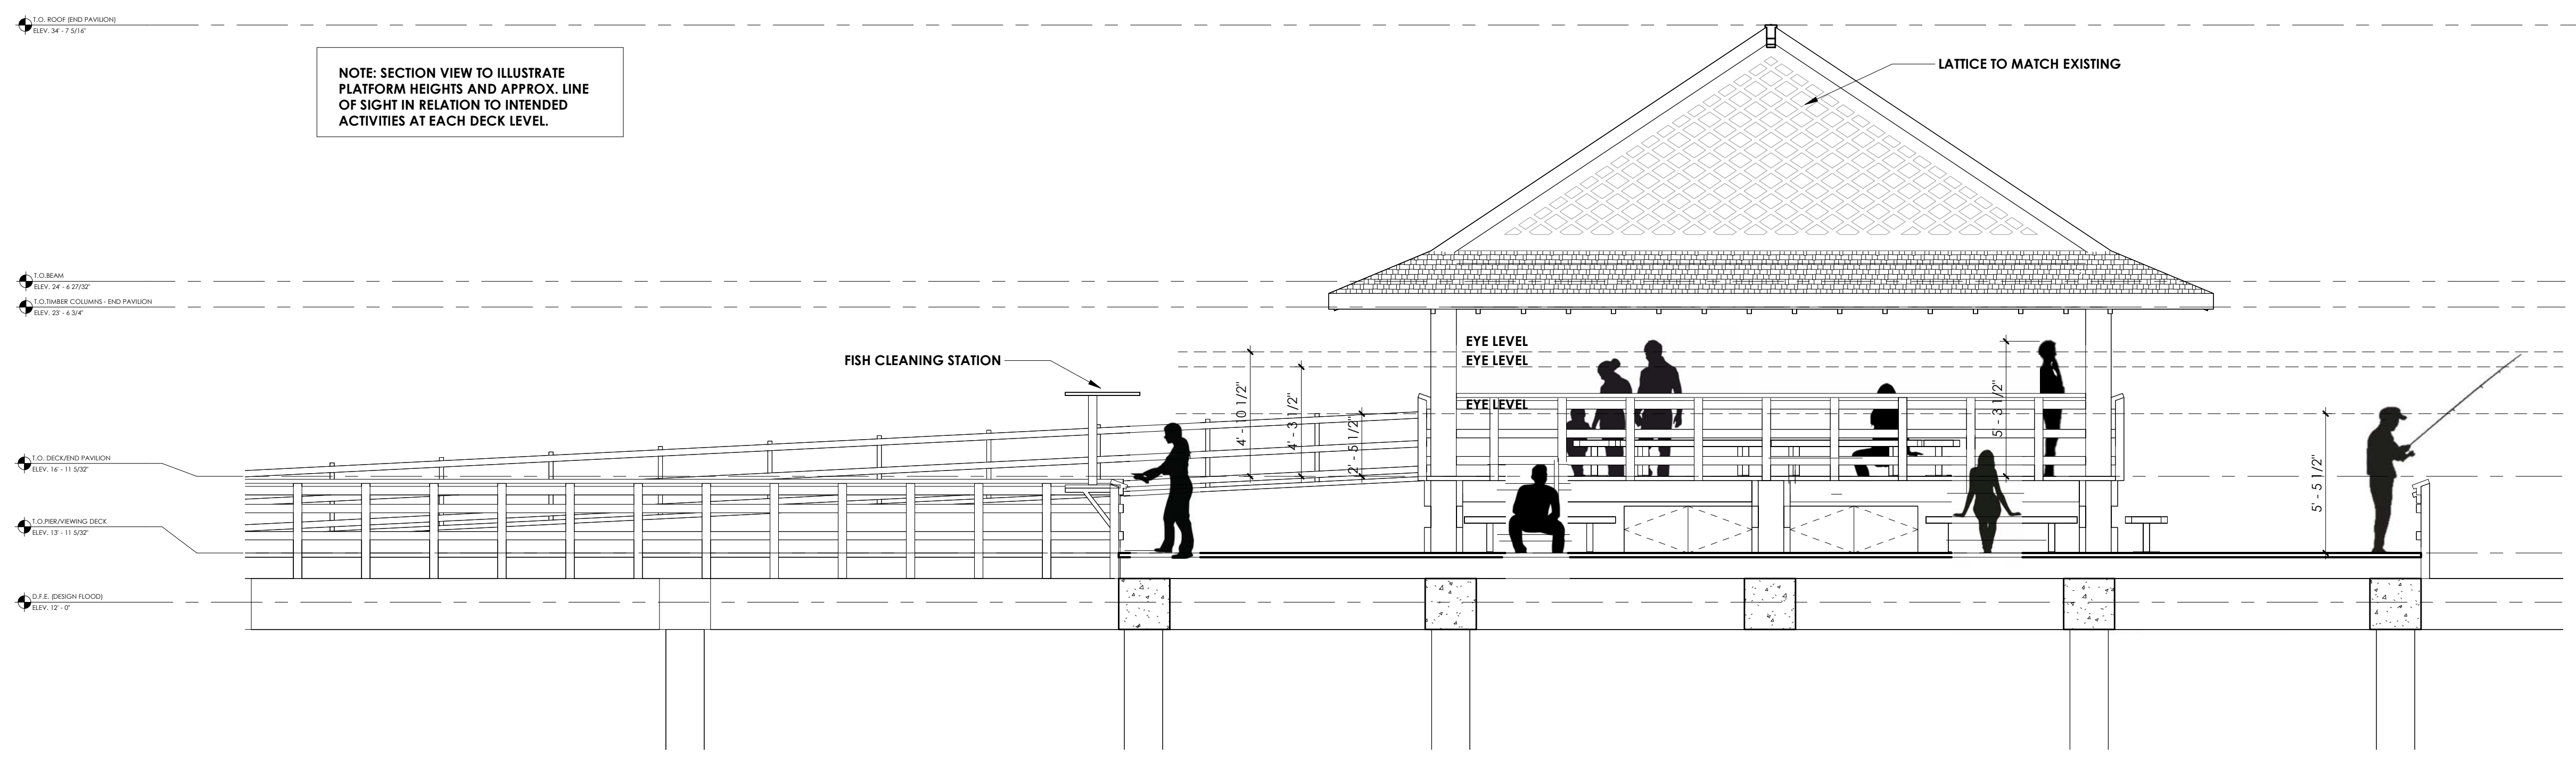 T.O. ROOF (END PAVILION)
ELEV. 34' - 7 5/16"
NOTE: SECTION VIEW TO ILLUSTRATE
PLATFORM HEIGHTS AND APPROX. LINE
OF SIGHT IN RELATION TO INTENDED
ACTIVITIES AT EACH DECK LEVEL.
LATTICE TO MATCH EXISTING
T.O.BEAM
ELEV. 24' - 6 27/32"
T.O.TIMBER COLUMNS - END PAVILION
ELEV. 23' - 6 3/4"
EYE LEVEL
EYE LEVEL
EYE LEVEL
FISH CLEANING STATION
4' - 10 1/2"
4' - 3 1/2"
2' - 5 1/2"
5' - 3 1/2"
5' - 5 1/2"
T.O. DECK/END PAVILION
ELEV. 16' - 11 5/32"
T.O.PIER/VIEWING DECK
ELEV. 13' - 11 5/32"
D.F.E. (DESIGN FLOOD)
ELEV. 12' - 0"